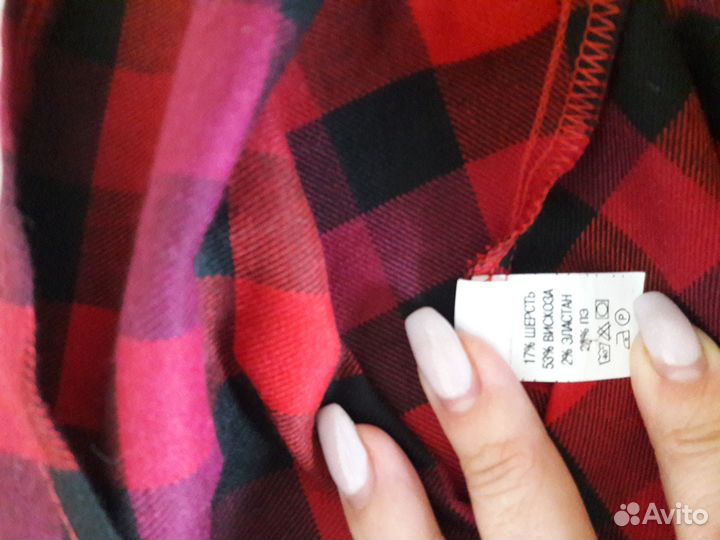 17% ШЕРСТЬ
53% ВИСКОЗА
2% ЭЛАСТАН
28% ПЭ
P
Avito